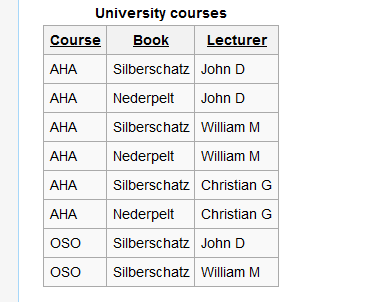 University courses
Course Book Lecturer
AHA Silberschatz John D
AHA Nederpelt John D
AHA Silberschatz William M
AHA Nederpelt William M
AHA Silberschatz Christian G
AHA Nederpelt Christian G
OSO Silberschatz John D
OSO Silberschatz William M